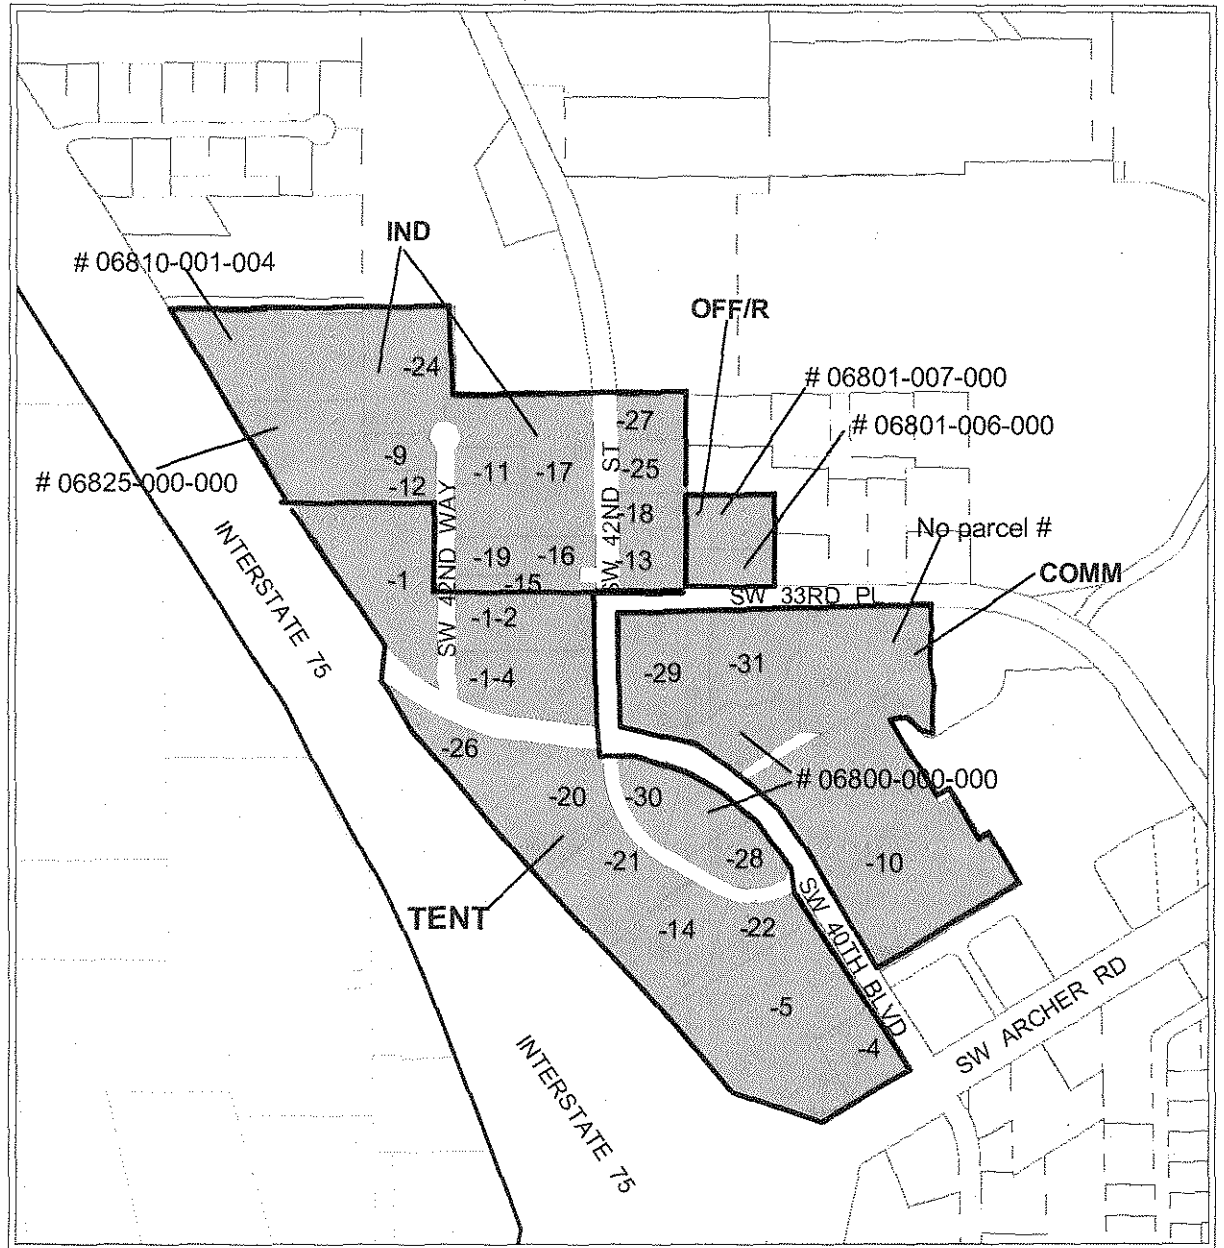 IND
# 06810-001-004
OFF/R
-24
# 06801-007-000
-27
# 06801-006-000
-9
-11
-17
-25
# 06825-000-000
-12
SW 42ND WAY
SW 42ND ST
-18
No parcel #
-19
-16
-13
COMM
-1
-15
SW 33RD PL
INTERSTATE 75
-1-2
-29
-31
-1-4
-26
# 06800-000-000
-20
-30
-21
-28
-10
TENT
-14
-22
SW 40TH BLVD
-5
SW ARCHER RD
-4
INTERSTATE 75